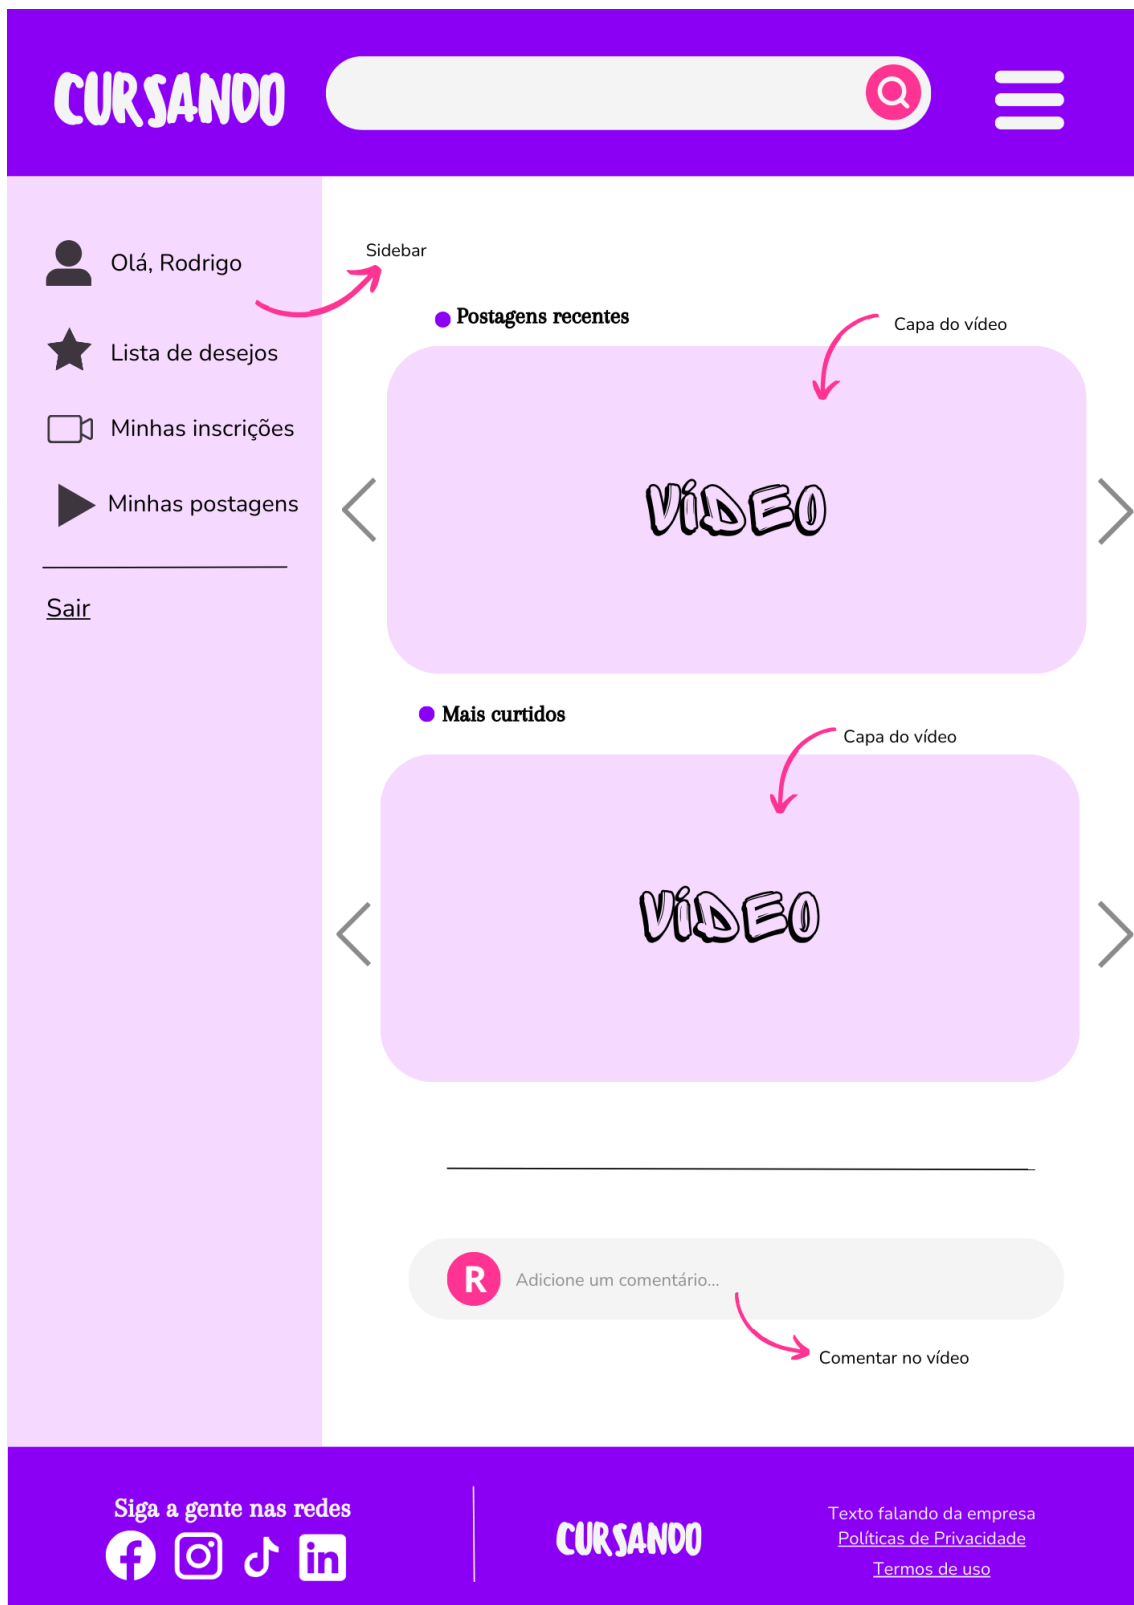 CURSANDO
Olá, Rodrigo
Lista de desejos
Minhas inscrições
Minhas postagens
Sair
Sidebar
Postagens recentes
Capa do vídeo
VÍDEO
Mais curtidos
Capa do vídeo
VÍDEO
R
Adicione um comentário...
Comentar no vídeo
Siga a gente nas redes
in
CURSANDO
Texto falando da empresa
Políticas de Privacidade
Termos de uso